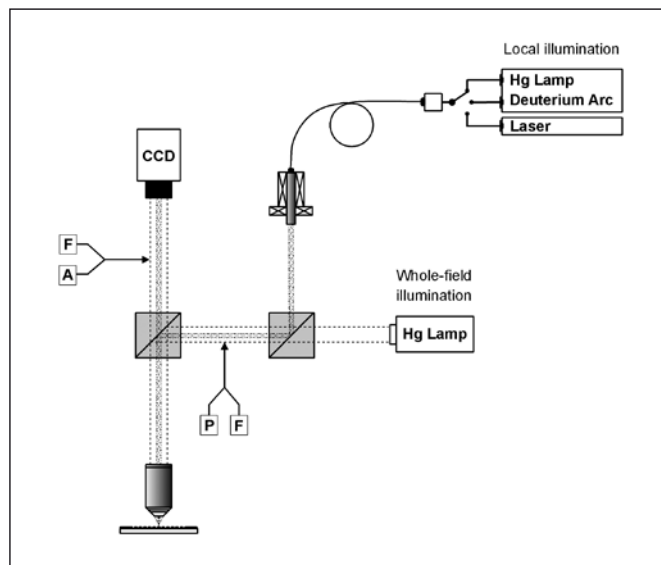 Local illumination
Hg Lamp
Deuterium Arc
Laser
CCD
F
A
Whole-field
illumination
Hg Lamp
P
F